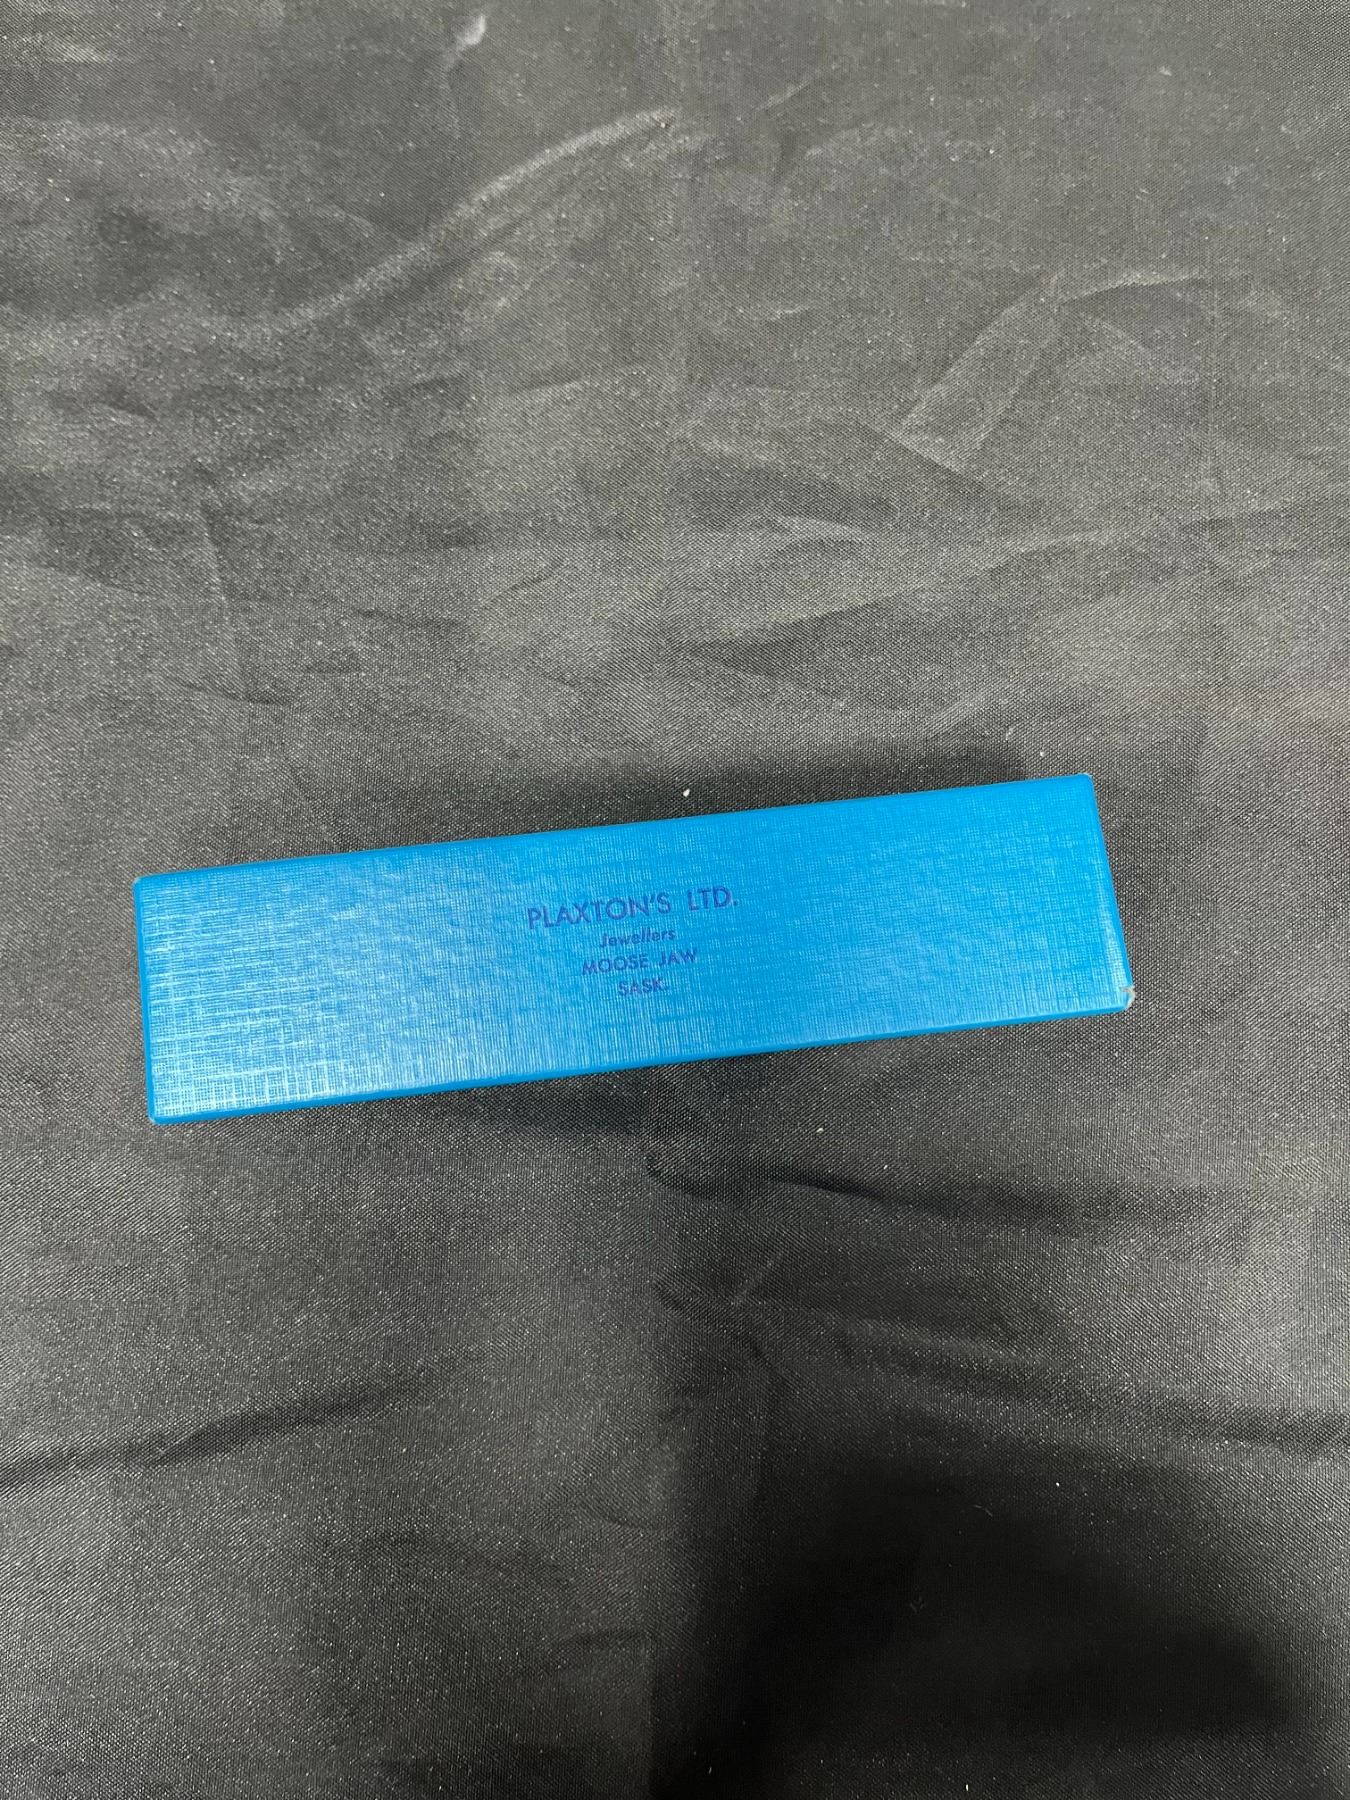 PLAXTON'S LTD.
Jewellers
MOOSE JAW
SASK.